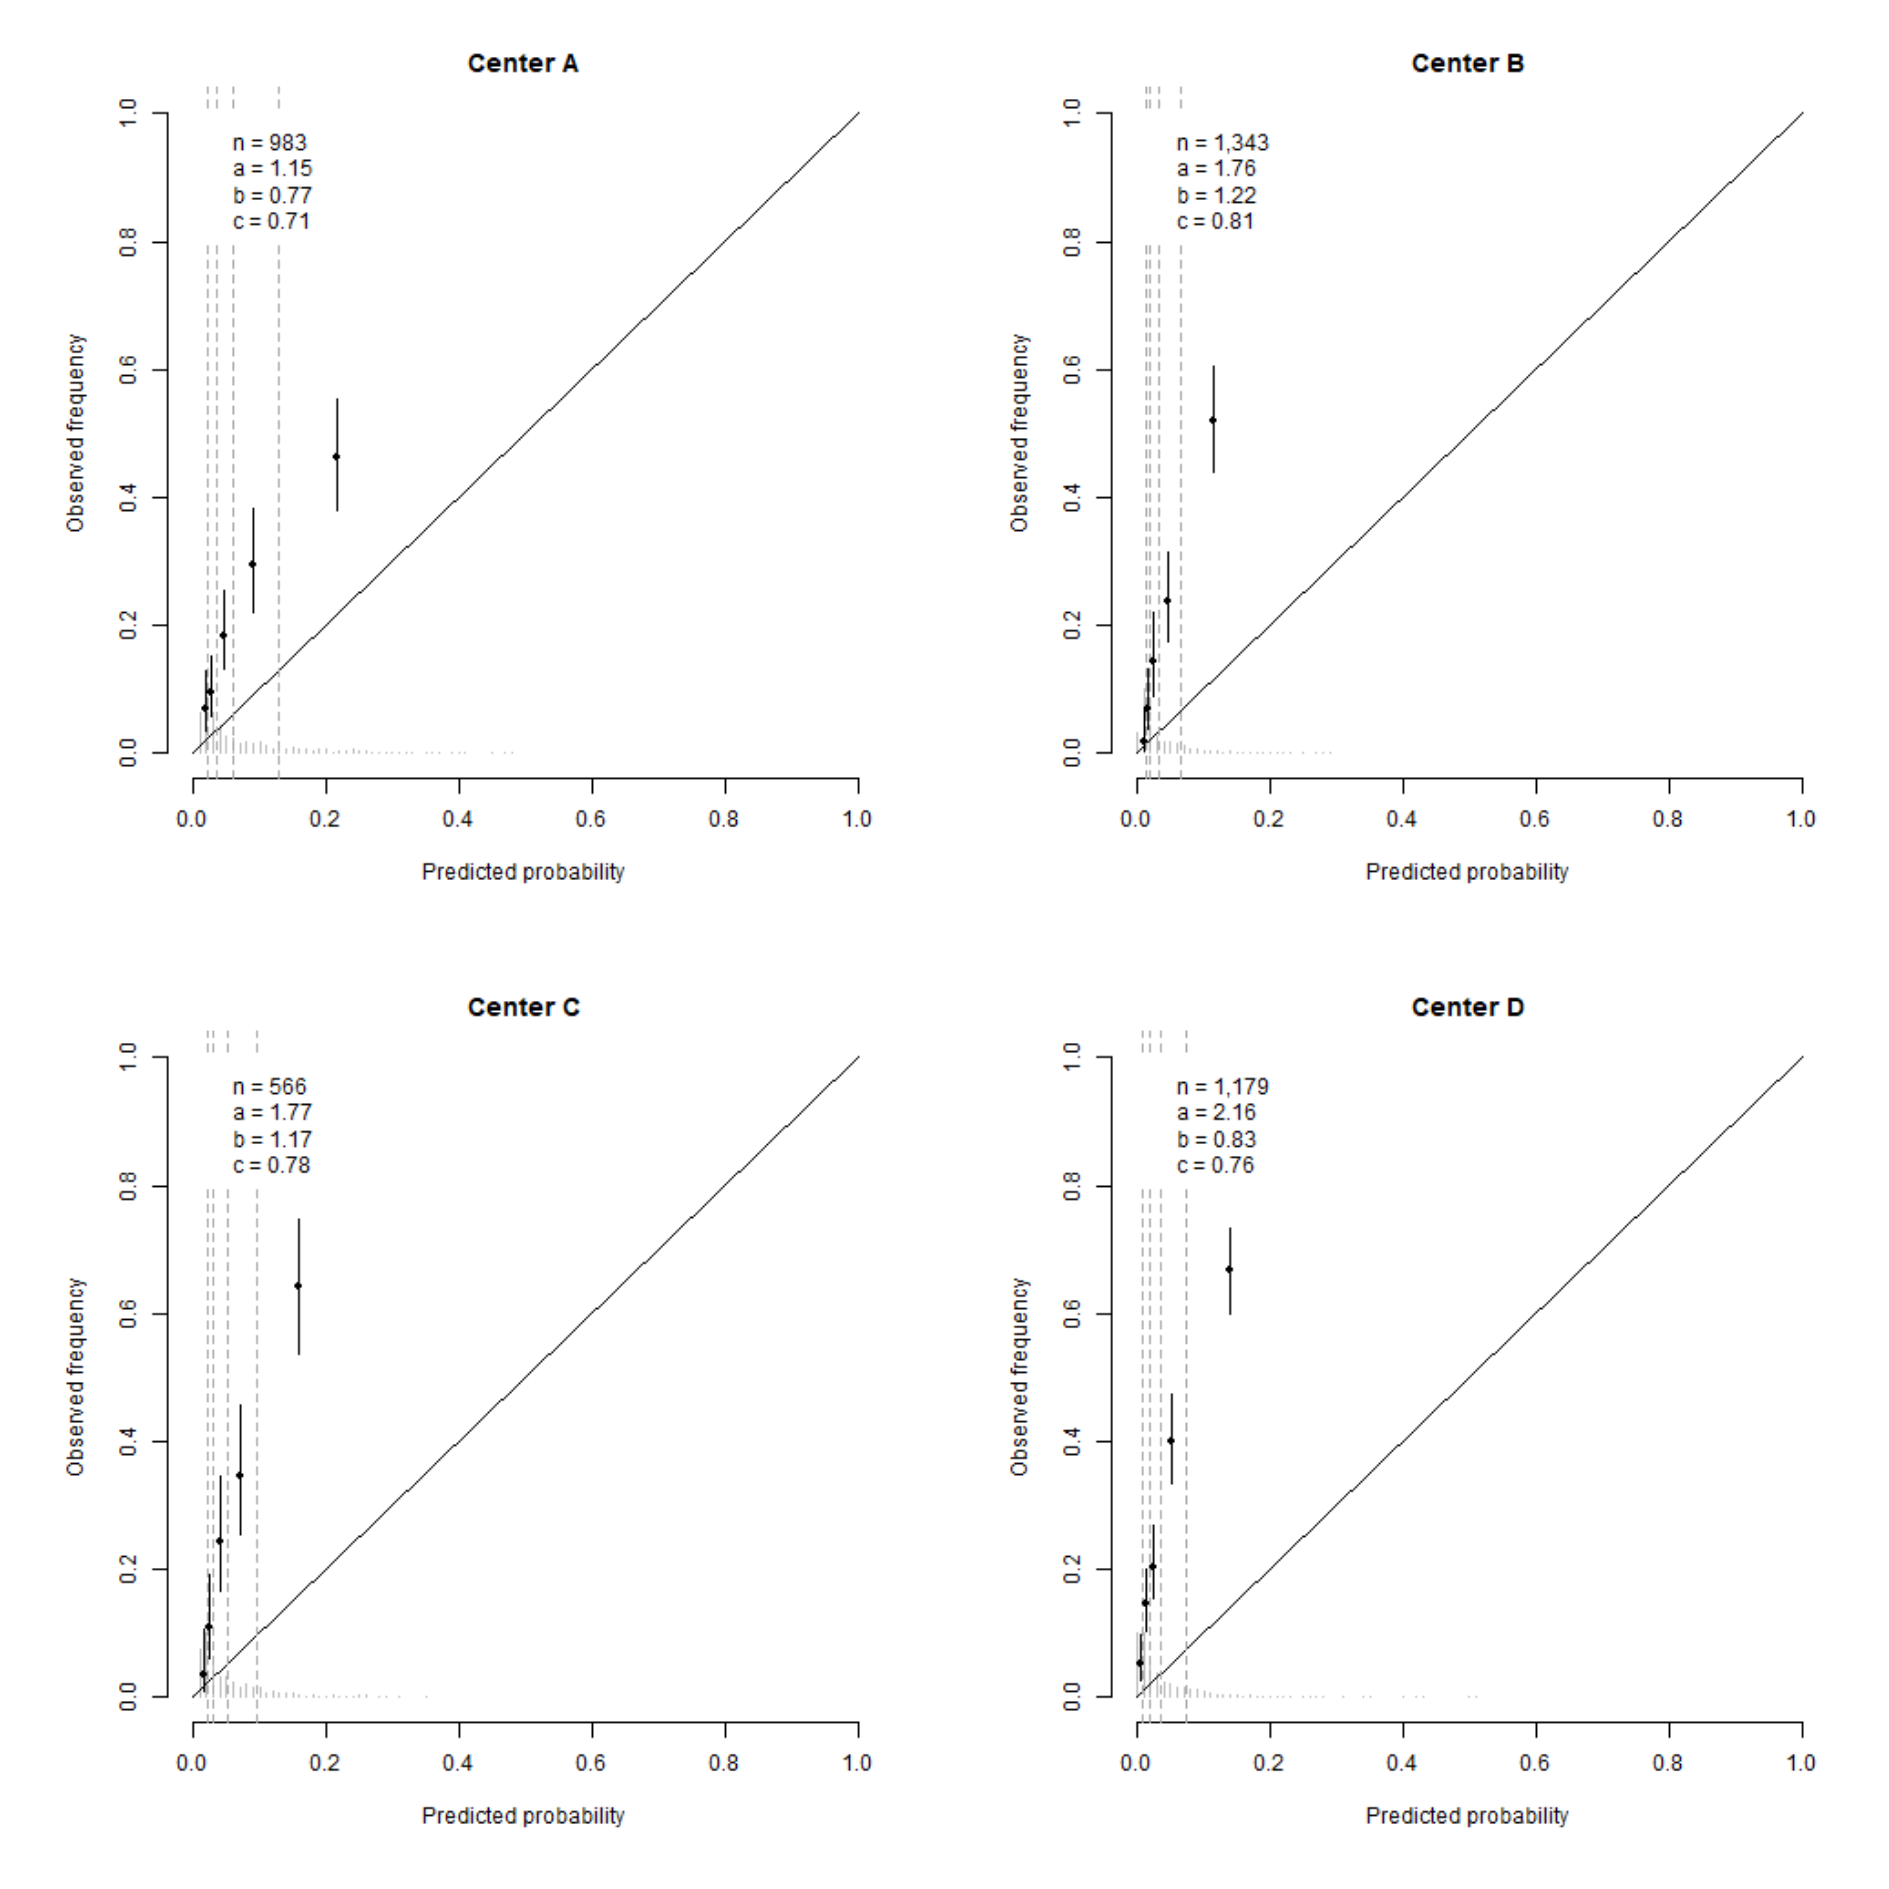 Center A
n = 983
a = 1.15
b = 0.77
c = 0.71
Observed frequency
0.0
0.2
0.4
0.6
0.8
1.0
0.0 0.2 0.4 0.6 0.8 1.0
Predicted probability
Center B
n = 1,343
a = 1.76
b = 1.22
c = 0.81
Observed frequency
0.0
0.2
0.4
0.6
0.8
1.0
0.0 0.2 0.4 0.6 0.8 1.0
Predicted probability
Center C
n = 566
a = 1.77
b = 1.17
c = 0.78
Observed frequency
0.0
0.2
0.4
0.6
0.8
1.0
0.0 0.2 0.4 0.6 0.8 1.0
Predicted probability
Center D
n = 1,179
a = 2.16
b = 0.83
c = 0.76
Observed frequency
0.0
0.2
0.4
0.6
0.8
1.0
0.0 0.2 0.4 0.6 0.8 1.0
Predicted probability